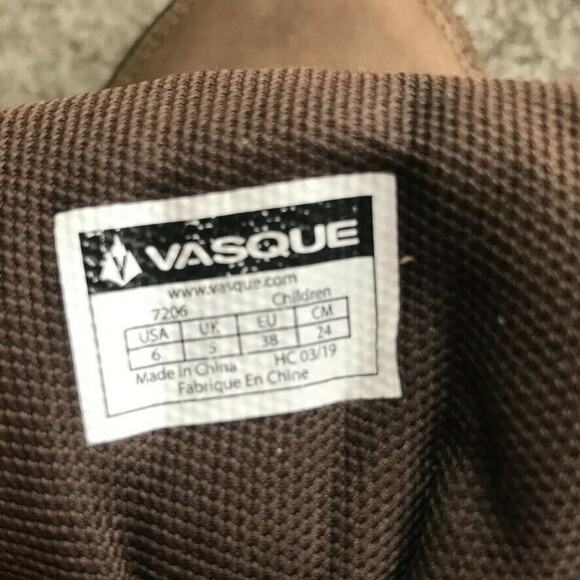 VASQUE
www.vasque.com
7206 Children
USA UK EU CM
6 5 38 24
Made in China HC 03/19
Fabrique En Chine